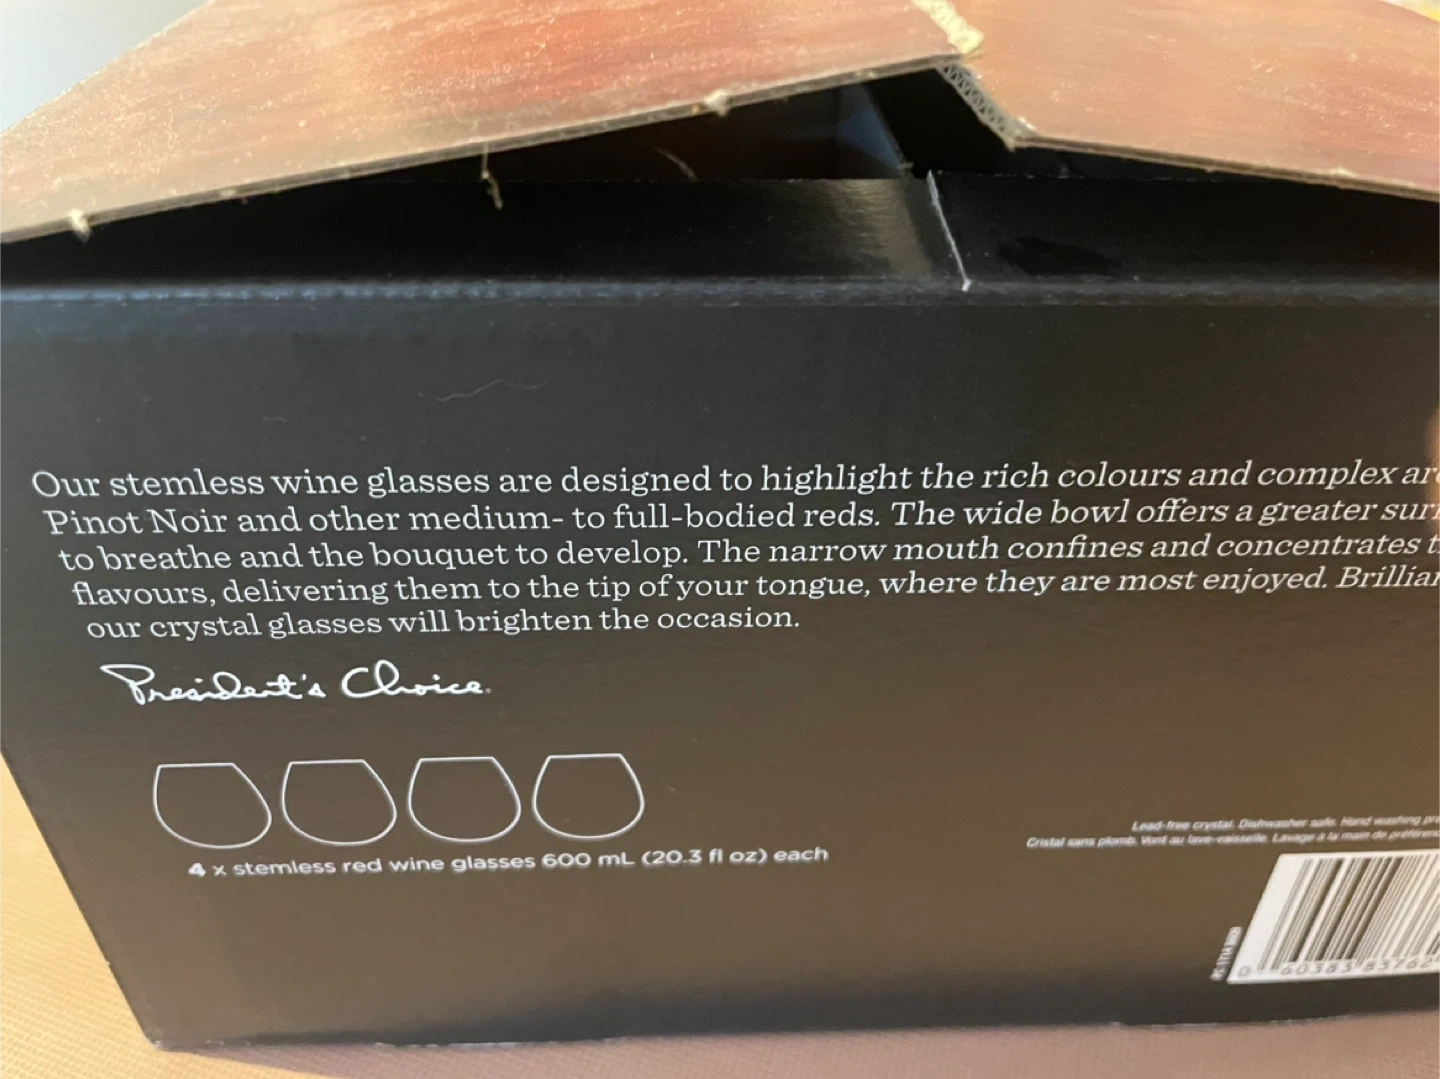 Our stemless wine glasses are designed to highlight the rich colours and complex
Pinot Noir and other medium- to full-bodied reds. The wide bowl offers a greater
to breathe and the bouquet to develop. The narrow mouth confines and concentrates
flavours, delivering them to the tip of your tongue, where they are most enjoyed.
our crystal glasses will brighten the occasion.
President's Choice
4 x stemless red wine glasses 600 mL (20.3 fl oz) each
Lead-free crystal. Dishwasher safe. Hand washing
Cristal sans plomb. Vont au lave-vaisselle. Lavage à la main de